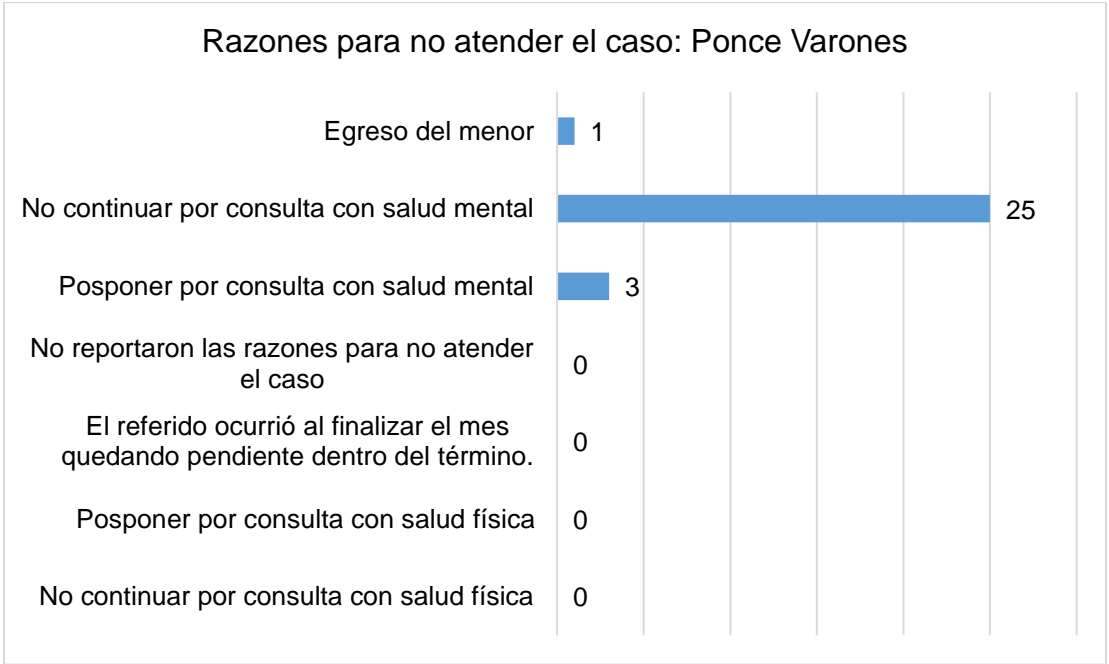 Razones para no atender el caso: Ponce Varones
Egreso del menor
1
No continuar por consulta con salud mental
25
Posponer por consulta con salud mental
3
No reportaron las razones para no atender
el caso
0
El referido ocurrió al finalizar el mes
quedando pendiente dentro del término.
0
Posponer por consulta con salud física
0
No continuar por consulta con salud física
0